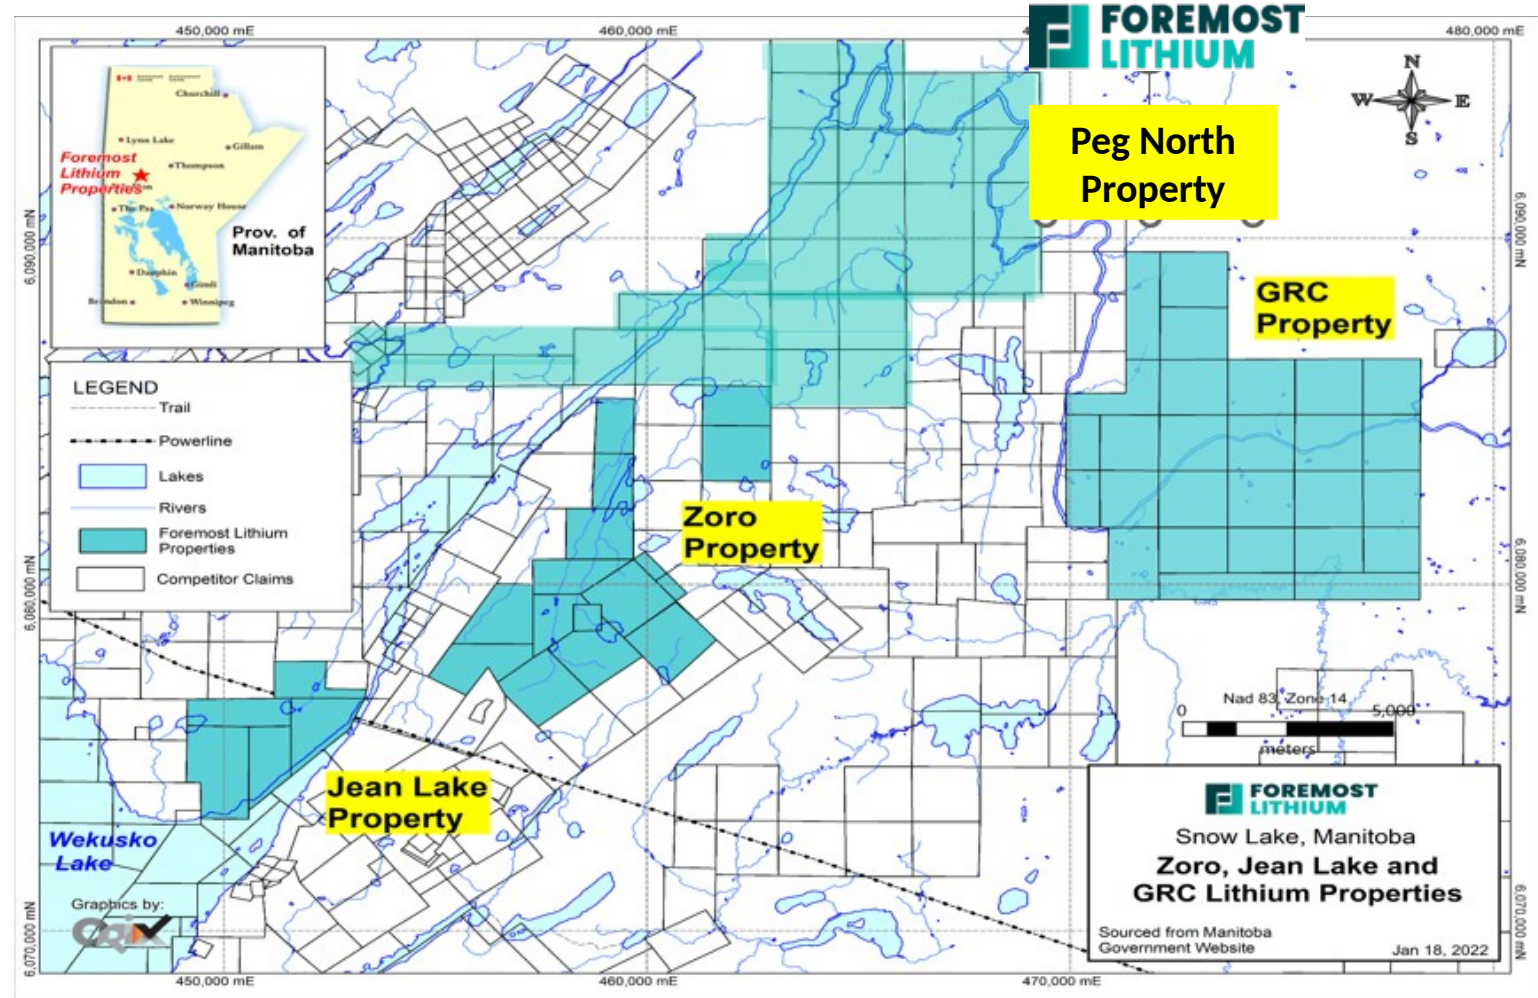 450,000 mE
460,000 mE
480,000 mE
FOREMOST
LITHIUM
N
W
E
S
Peg North
Property
Churchill
Lynn Lake
Gillam
Foremost
Lithium
Properties
Thompson
The Pas
Norway House
Prov. of
Manitoba
Dauphin
Gimli
Brandon
Winnipeg
6,090,000 mN
6,090,000 mN
GRC
Property
LEGEND
Trail
Powerline
Lakes
Rivers
Foremost Lithium
Properties
Competitor Claims
Zoro
Property
6,080,000 mN
6,080,000 mN
Nad 83, Zone 14
0
5,000
meters
Jean Lake
Property
Wekusko
Lake
FOREMOST
LITHIUM
Snow Lake, Manitoba
Zoro, Jean Lake and
GRC Lithium Properties
Sourced from Manitoba
Government Website
Jan 18, 2022
Graphics by:
6,070,000 mN
6,070,000 mN
450,000 mE
460,000 mE
470,000 mE